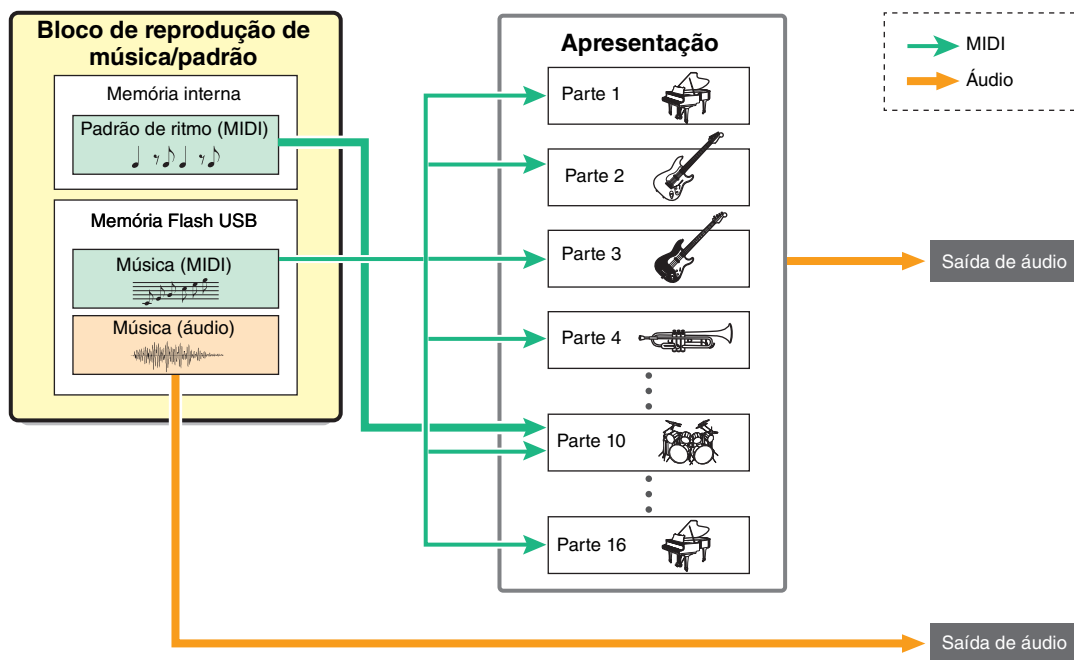 Bloco de reprodução de
música/padrão
Memória interna
Padrão de ritmo (MIDI)
Memória Flash USB
Música (MIDI)
Música (áudio)
Apresentação
Parte 1
Parte 2
Parte 3
Parte 4
Parte 10
Parte 16
MIDI
Áudio
Saída de áudio
Saída de áudio